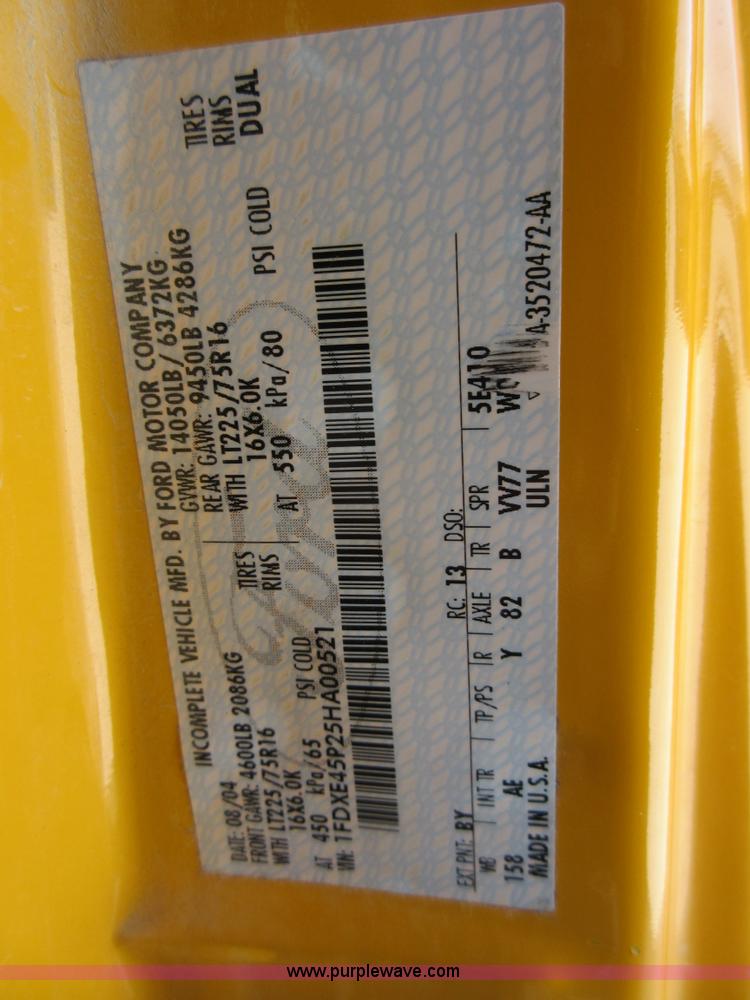 INCOMPLETE VEHICLE MFD. BY FORD MOTOR COMPANY
DATE: 08/04 GVWR: 14050LB/ 6372KG
FRONT GAWR: 4600LB 2086KG REAR GAWR: 9450LB 4286KG
WITH LT225/75R16 TIRES WITH LT225/75R16 TIRES
16X6.0K RIMS 16X6.0K RIMS
AT 450 kPa/65 PSI COLD AT 550 kPa/80 PSI COLD DUAL
VIN: 1FDXE45P25HA00521
Ford
EXT PNT: BY RC: 13 DSO:
WB INT TR TP/PS R AXLE TR SPR 5E410
158 AE Y 82 B VV77
MADE IN U.S.A. ULN A-3520472-AA
www.purplewave.com